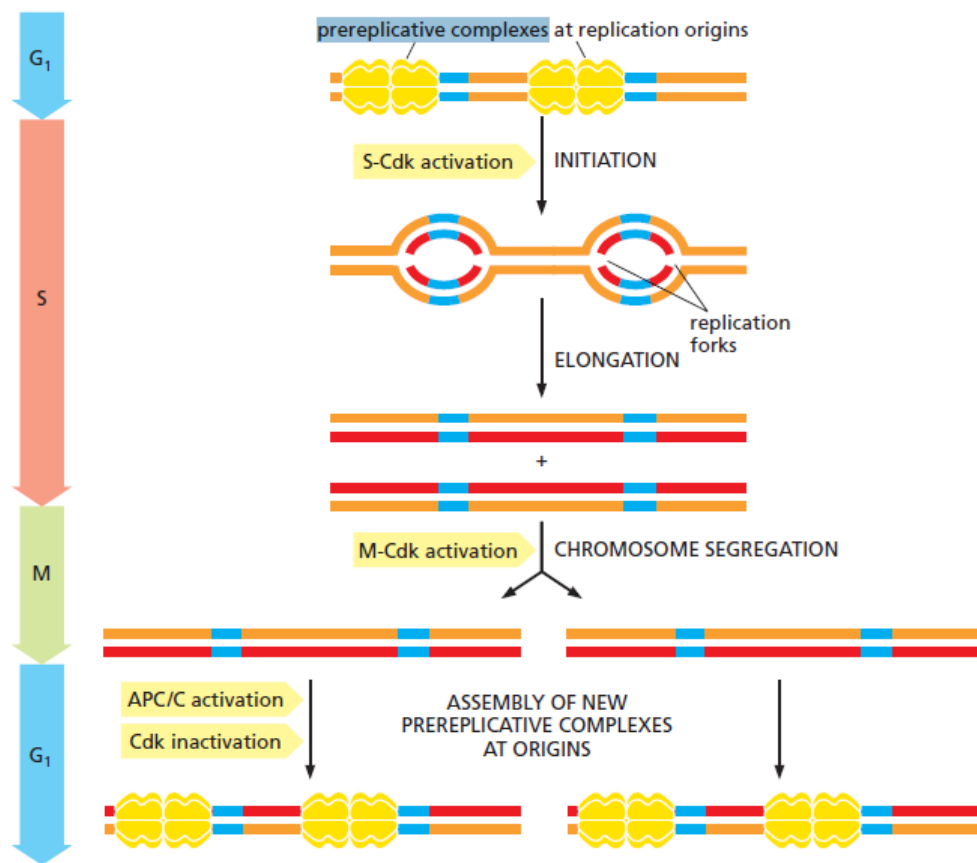 prereplicative complexes at replication origins
G1
S-Cdk activation
INITIATION
S
replication
forks
ELONGATION
+
M-Cdk activation
CHROMOSOME SEGREGATION
M
APC/C activation
Cdk inactivation
ASSEMBLY OF NEW
PREREPLICATIVE COMPLEXES
AT ORIGINS
G1